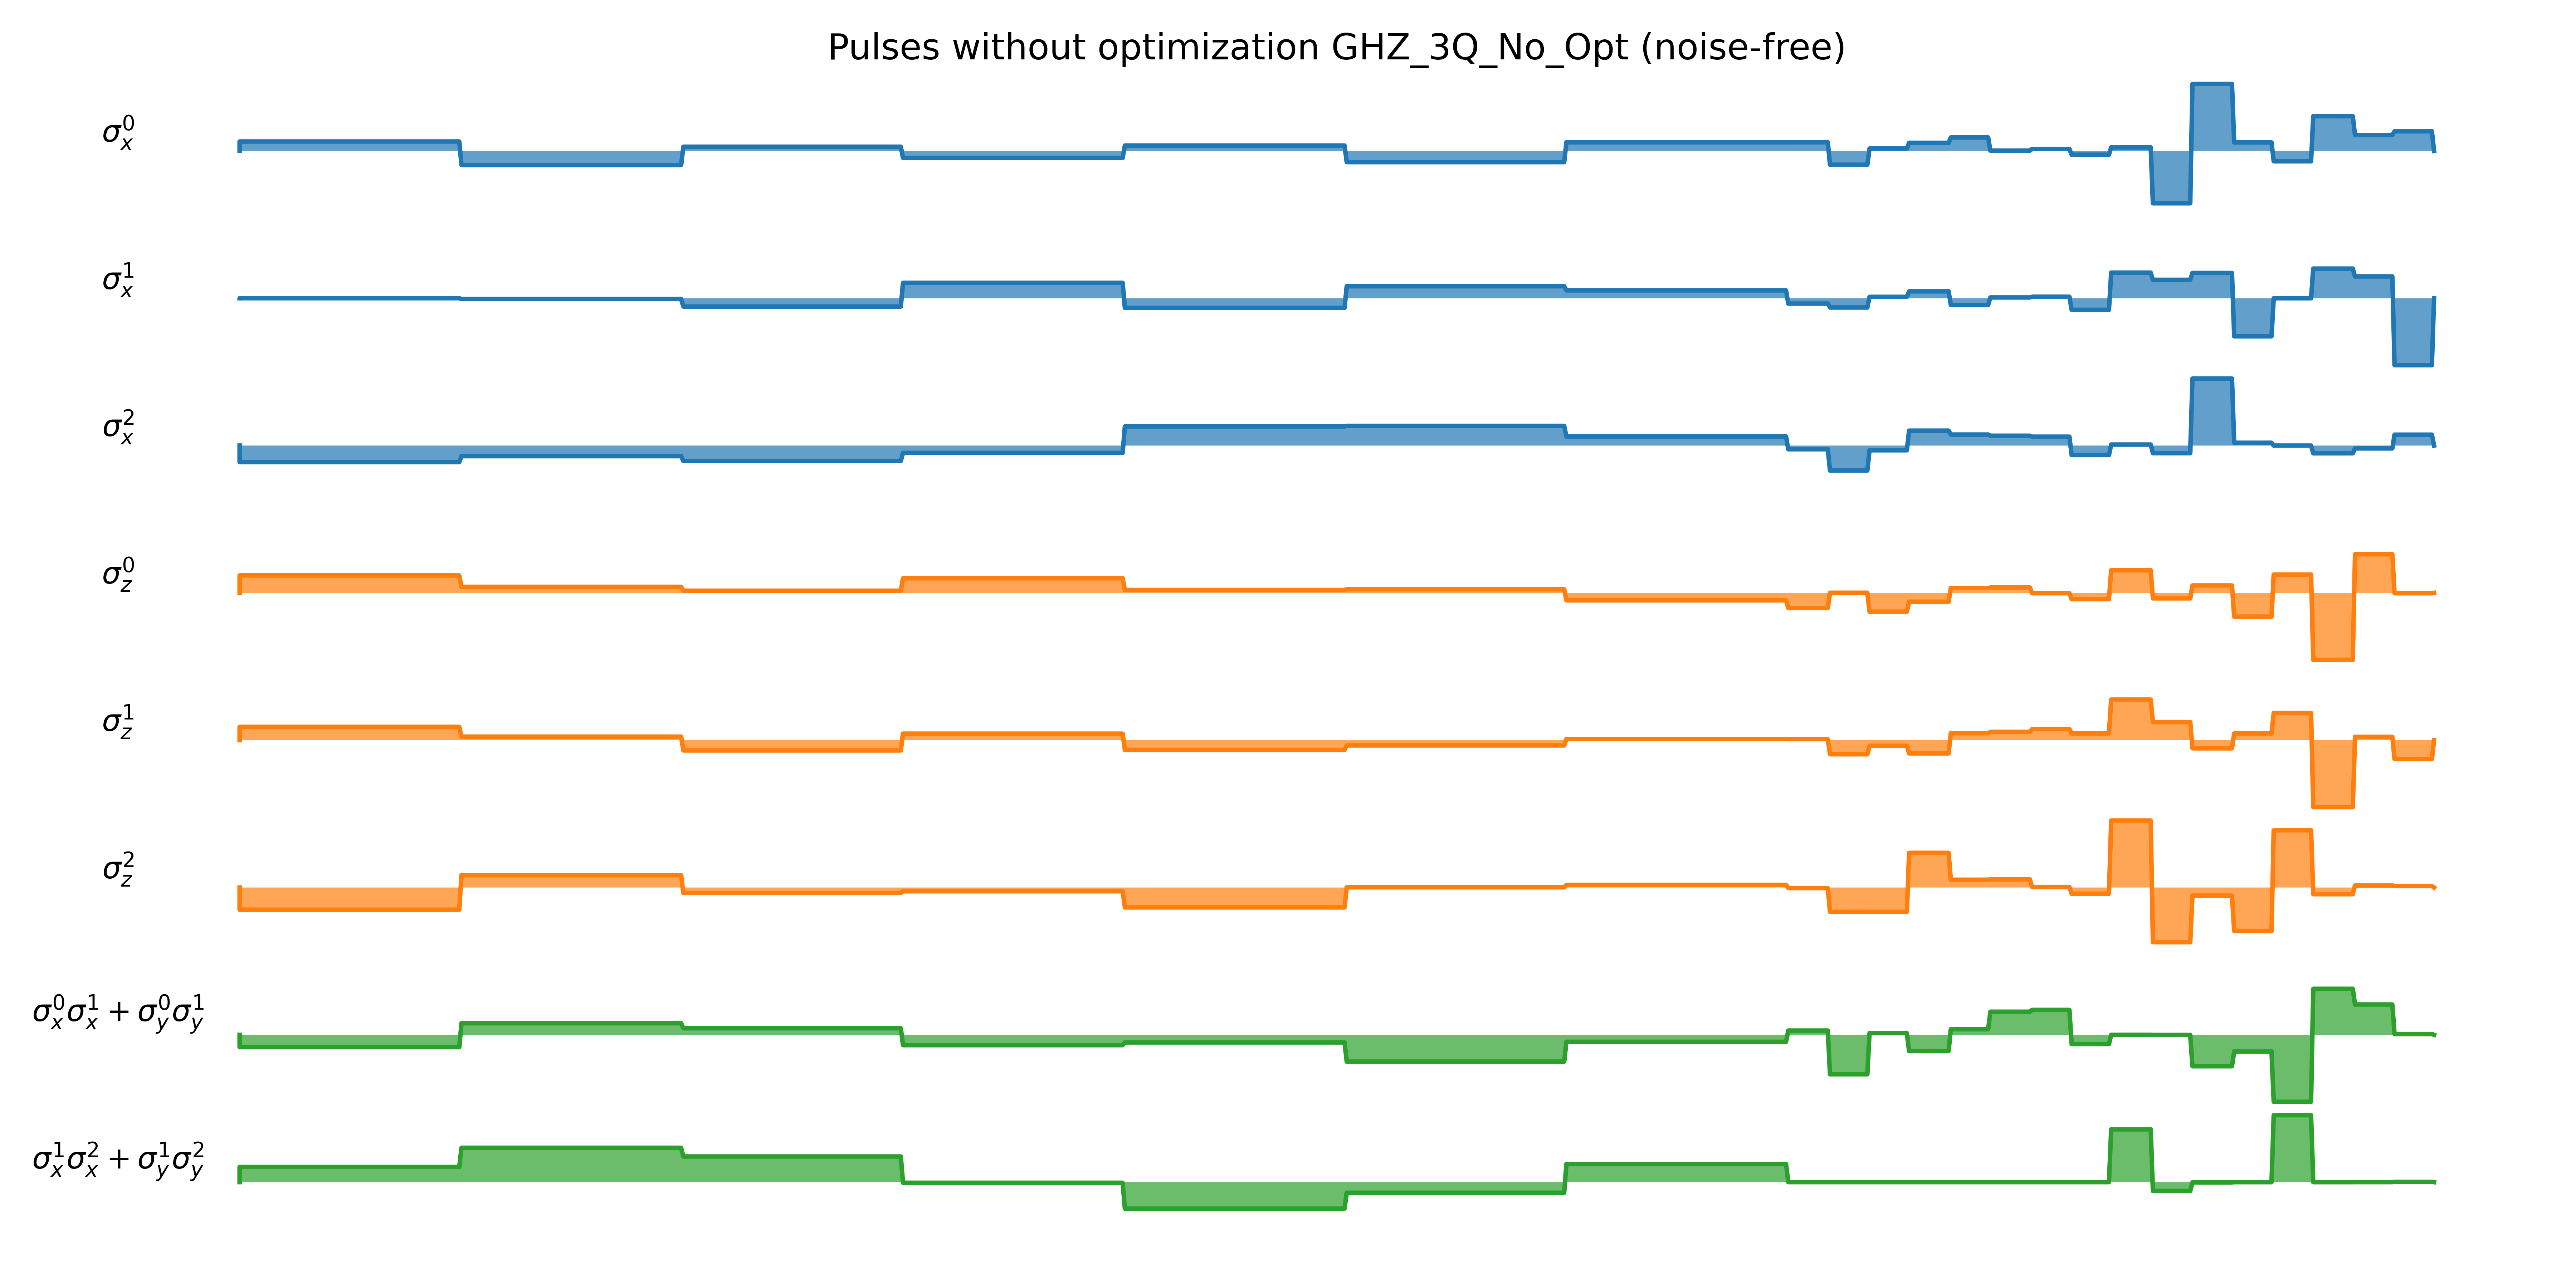 Pulses without optimization GHZ_3Q_No_Opt (noise-free)
σ_x^0
σ_x^1
σ_x^2
σ_z^0
σ_z^1
σ_z^2
σ_x^0σ_x^1 + σ_y^0σ_y^1
σ_x^1σ_x^2 + σ_y^1σ_y^2